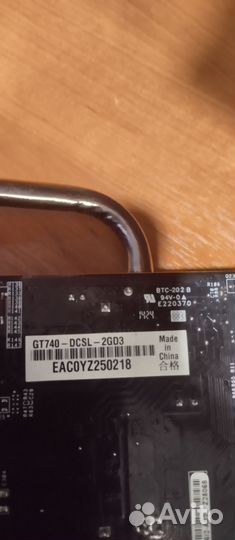 BTC-202 B
94V-0
E220370
GT740-DCSL-2GD3
EAC0YZ250218
Made
in
China
合格
Avito